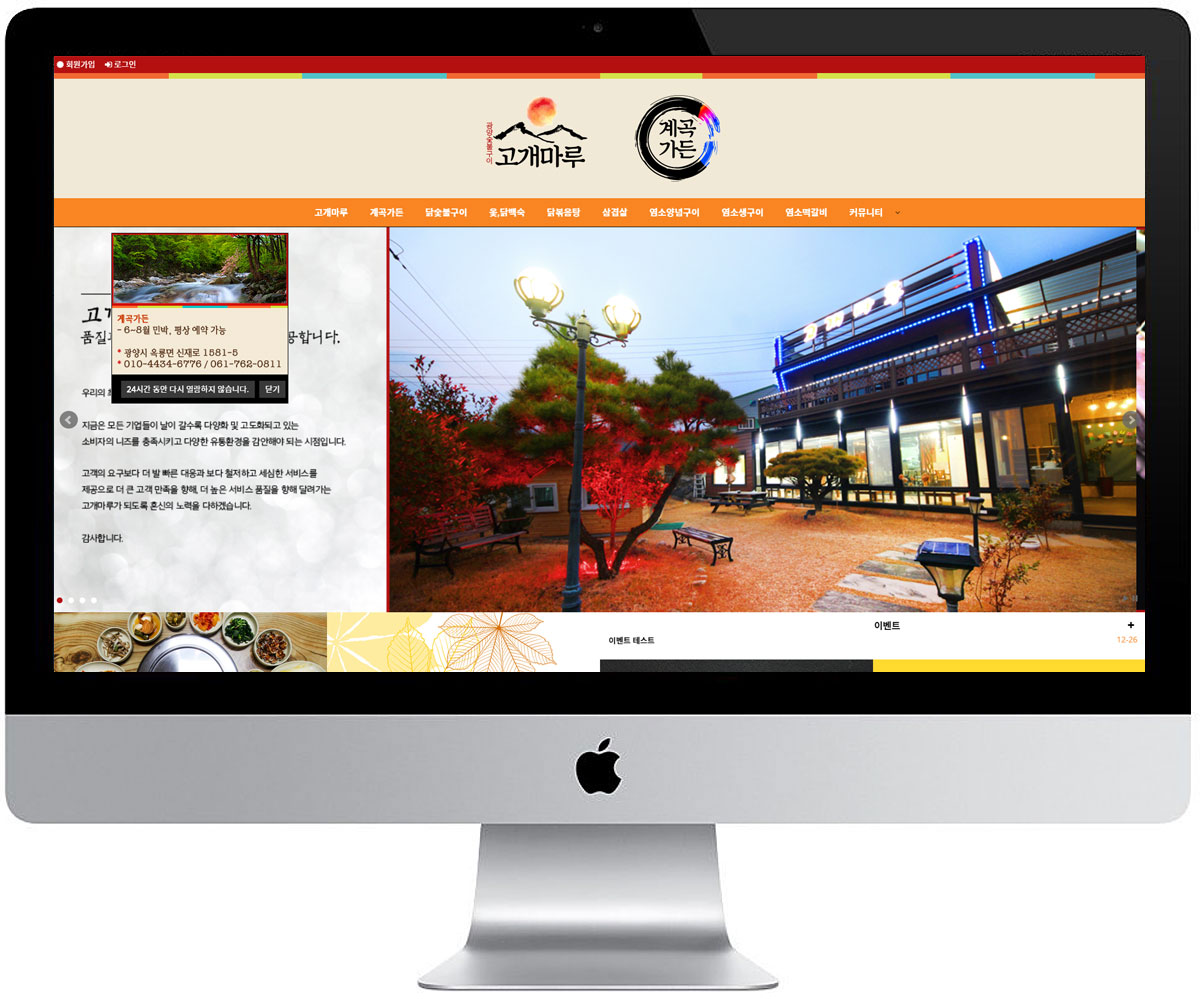 회원가입 로그인
광양숯불구이
고개마루
계곡
가든
고개마루 계곡가든 닭숯불구이 옻,닭백숙 닭볶음탕 삼겹살 염소양념구이 염소생구이 염소떡갈비 커뮤니티
계곡가든
- 6~8월 민박, 평상 예약 가능
* 광양시 옥룡면 신재로 1581-5
* 010-4434-6776 / 061-762-0811
24시간 동안 다시 열람하지 않습니다. 닫기
고개
품질 공합니다.
우리의
지금은 모든 기업들이 날이 갈수록 다양화 및 고도화되고 있는
소비자의 니즈를 충족시키고 다양한 유통환경을 감안해야 되는 시점입니다.
고객의 요구보다 더 발 빠른 대응과 보다 철저하고 세심한 서비스를
제공으로 더 큰 고객 만족을 향해, 더 높은 서비스 품질을 향해 달려가는
고개마루가 되도록 혼신의 노력을 다하겠습니다.
감사합니다.
이벤트 +
이벤트 테스트 12-26